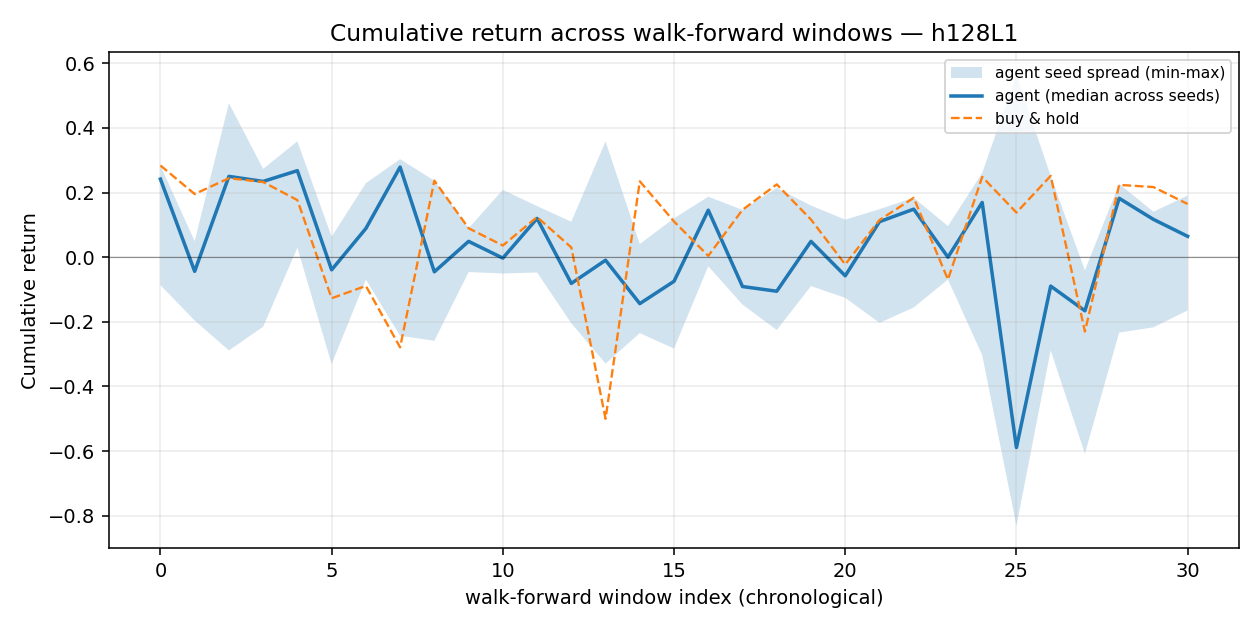 Cumulative return across walk-forward windows — h128L1
agent seed spread (min-max)
agent (median across seeds)
buy & hold
Cumulative return
0.6
0.4
0.2
0.0
−0.2
−0.4
−0.6
−0.8
0 5 10 15 20 25 30
walk-forward window index (chronological)